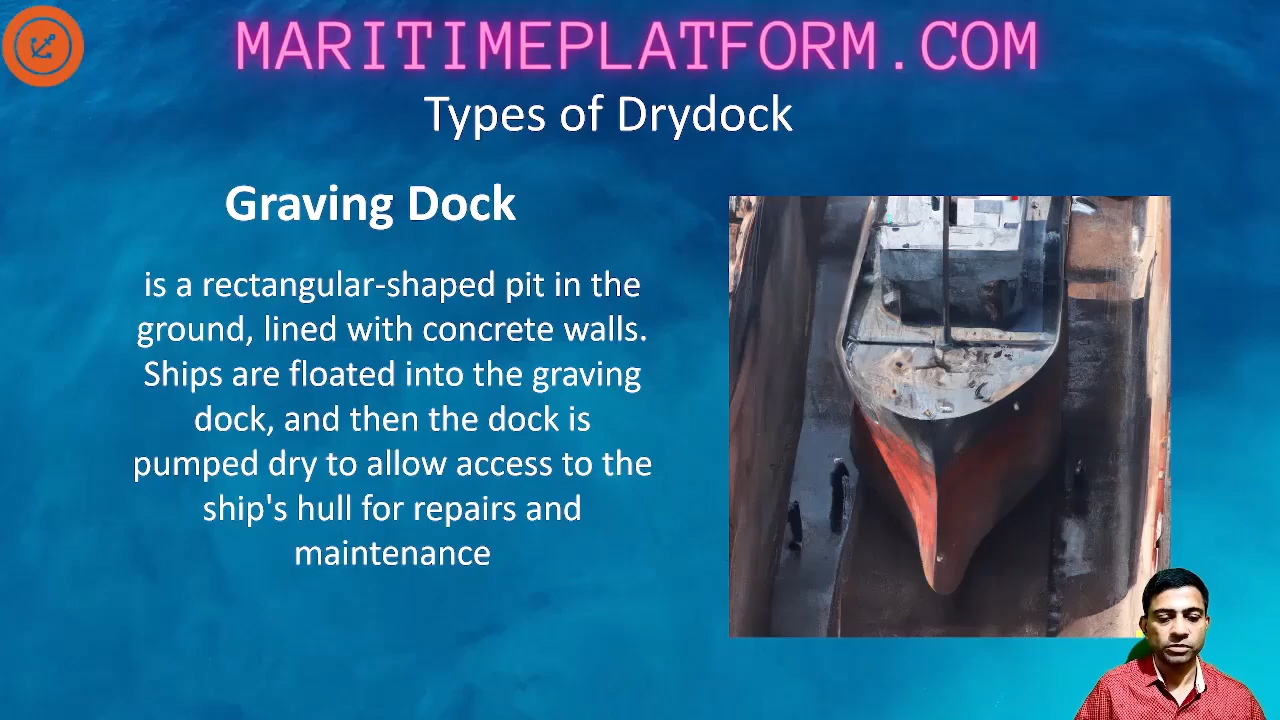 MARITIMEPLATFORM.COM
Types of Drydock
Graving Dock
is a rectangular-shaped pit in the
ground, lined with concrete walls.
Ships are floated into the graving
dock, and then the dock is
pumped dry to allow access to the
ship's hull for repairs and
maintenance